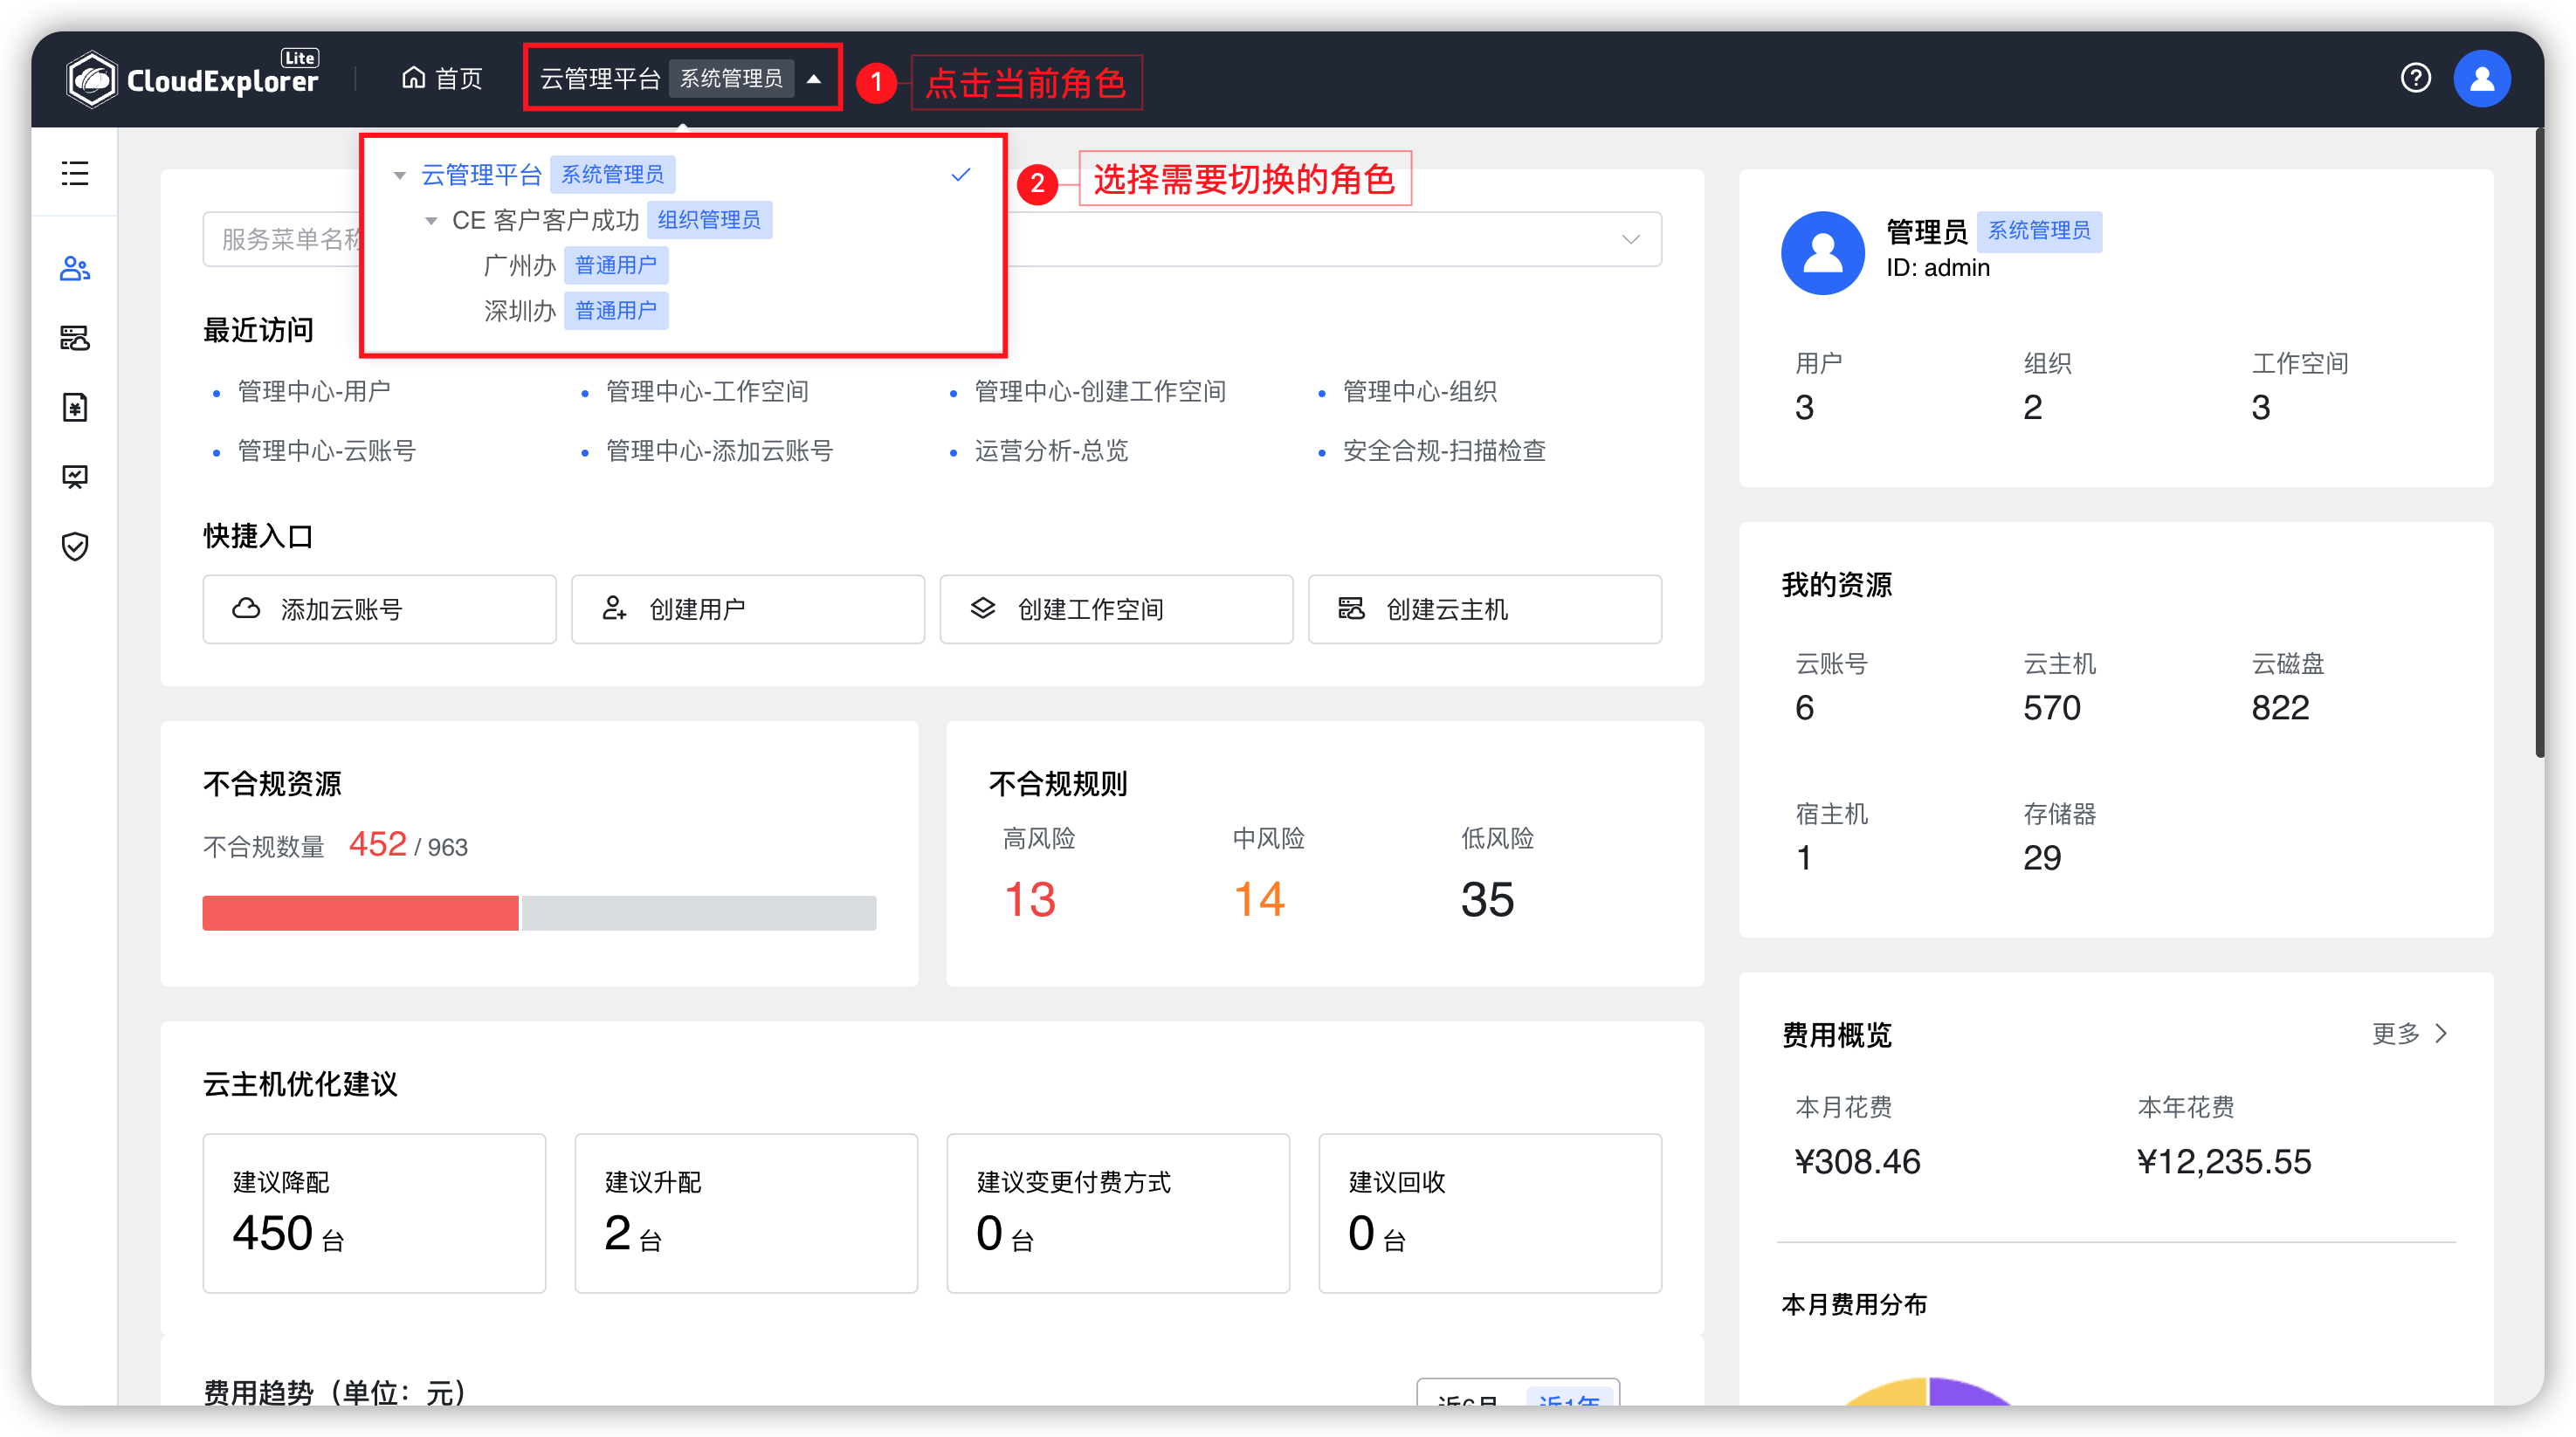 CloudExplorer Lite
首页
云管理平台 系统管理员
1 点击当前角色
云管理平台 系统管理员
2 选择需要切换的角色
CE 客户客户成功 组织管理员
广州办 普通用户
深圳办 普通用户
服务菜单名称
最近访问
管理中心-用户 管理中心-工作空间 管理中心-创建工作空间 管理中心-组织
管理中心-云账号 管理中心-添加云账号 运营分析-总览 安全合规-扫描检查
快捷入口
添加云账号 创建用户 创建工作空间 创建云主机
管理员 系统管理员
ID: admin
用户 组织 工作空间
3 2 3
我的资源
云账号 云主机 云磁盘
6 570 822
宿主机 存储器
1 29
不合规资源
不合规数量 452 / 963
不合规规则
高风险 中风险 低风险
13 14 35
云主机优化建议
建议降配 建议升配 建议变更付费方式 建议回收
450 台 2 台 0 台 0 台
费用概览 更多
本月花费 本年花费
¥308.46 ¥12,235.55
本月费用分布
费用趋势（单位：元）
近6月 近1年